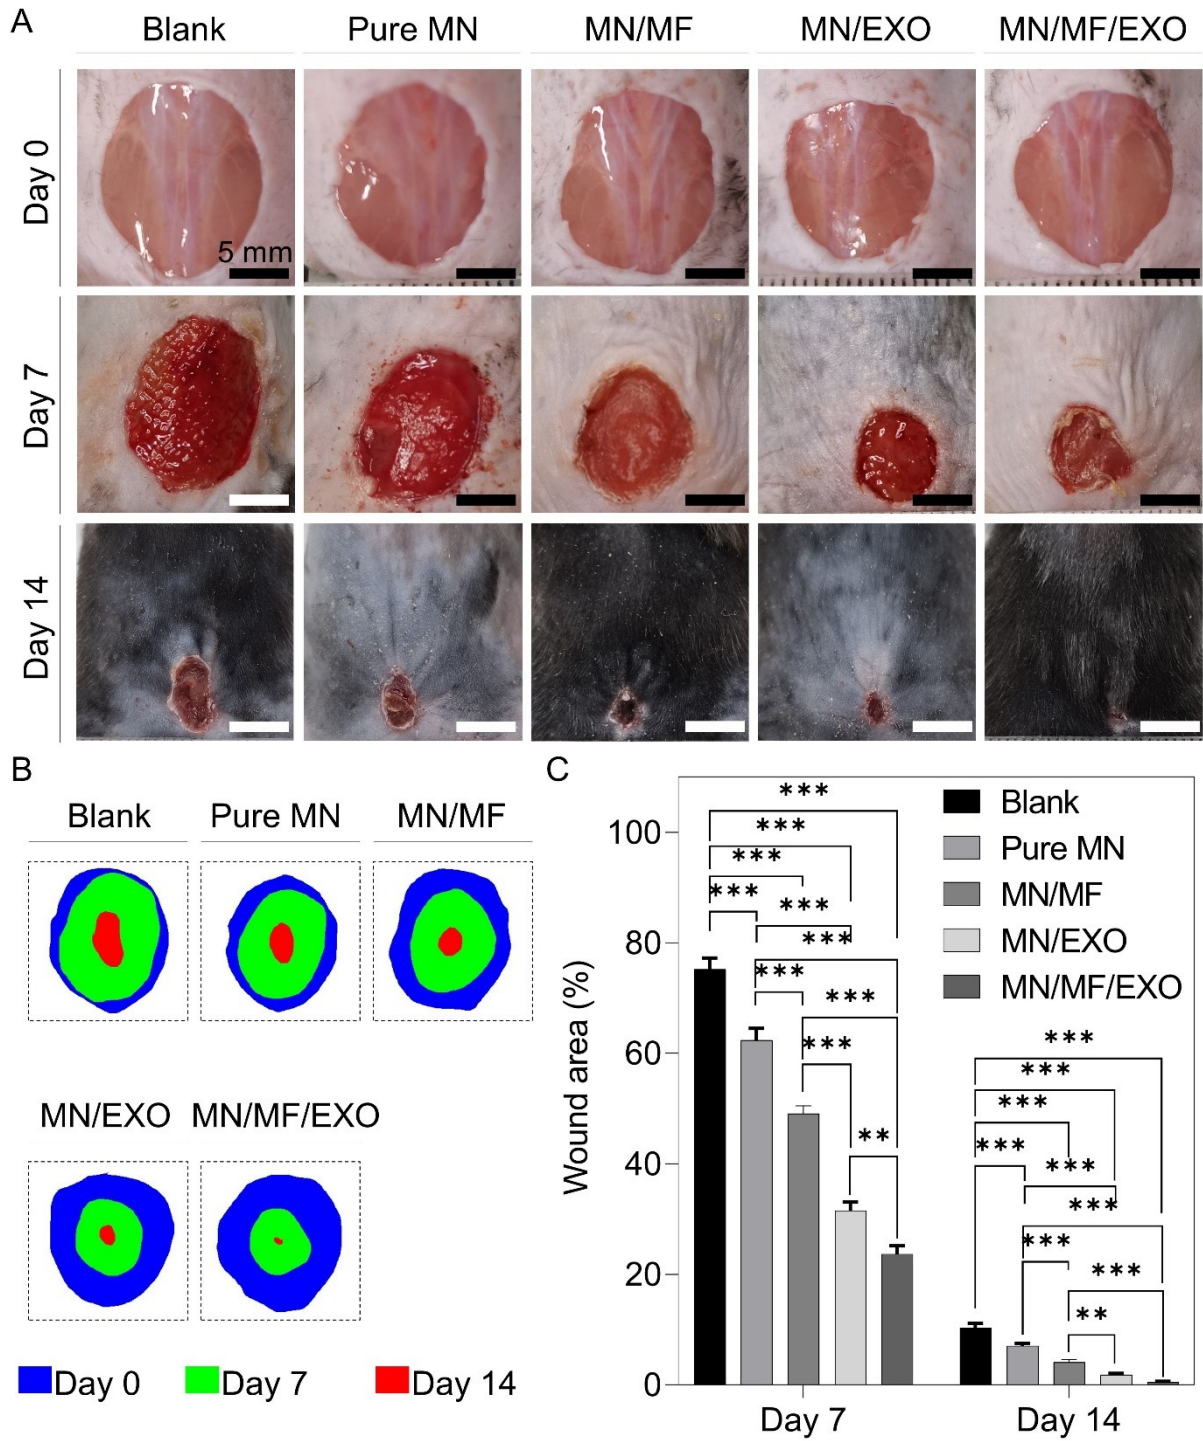 A
Blank Pure MN MN/MF MN/EXO MN/MF/EXO
Day 0
5 mm
Day 7
Day 14
B
Blank Pure MN MN/MF
MN/EXO MN/MF/EXO
Day 0 Day 7 Day 14
C
Wound area (%)
100
80
60
40
20
0
***
***
***
***
***
***
***
***
***
**
***
***
***
***
***
***
***
***
**
Blank
Pure MN
MN/MF
MN/EXO
MN/MF/EXO
Day 7 Day 14